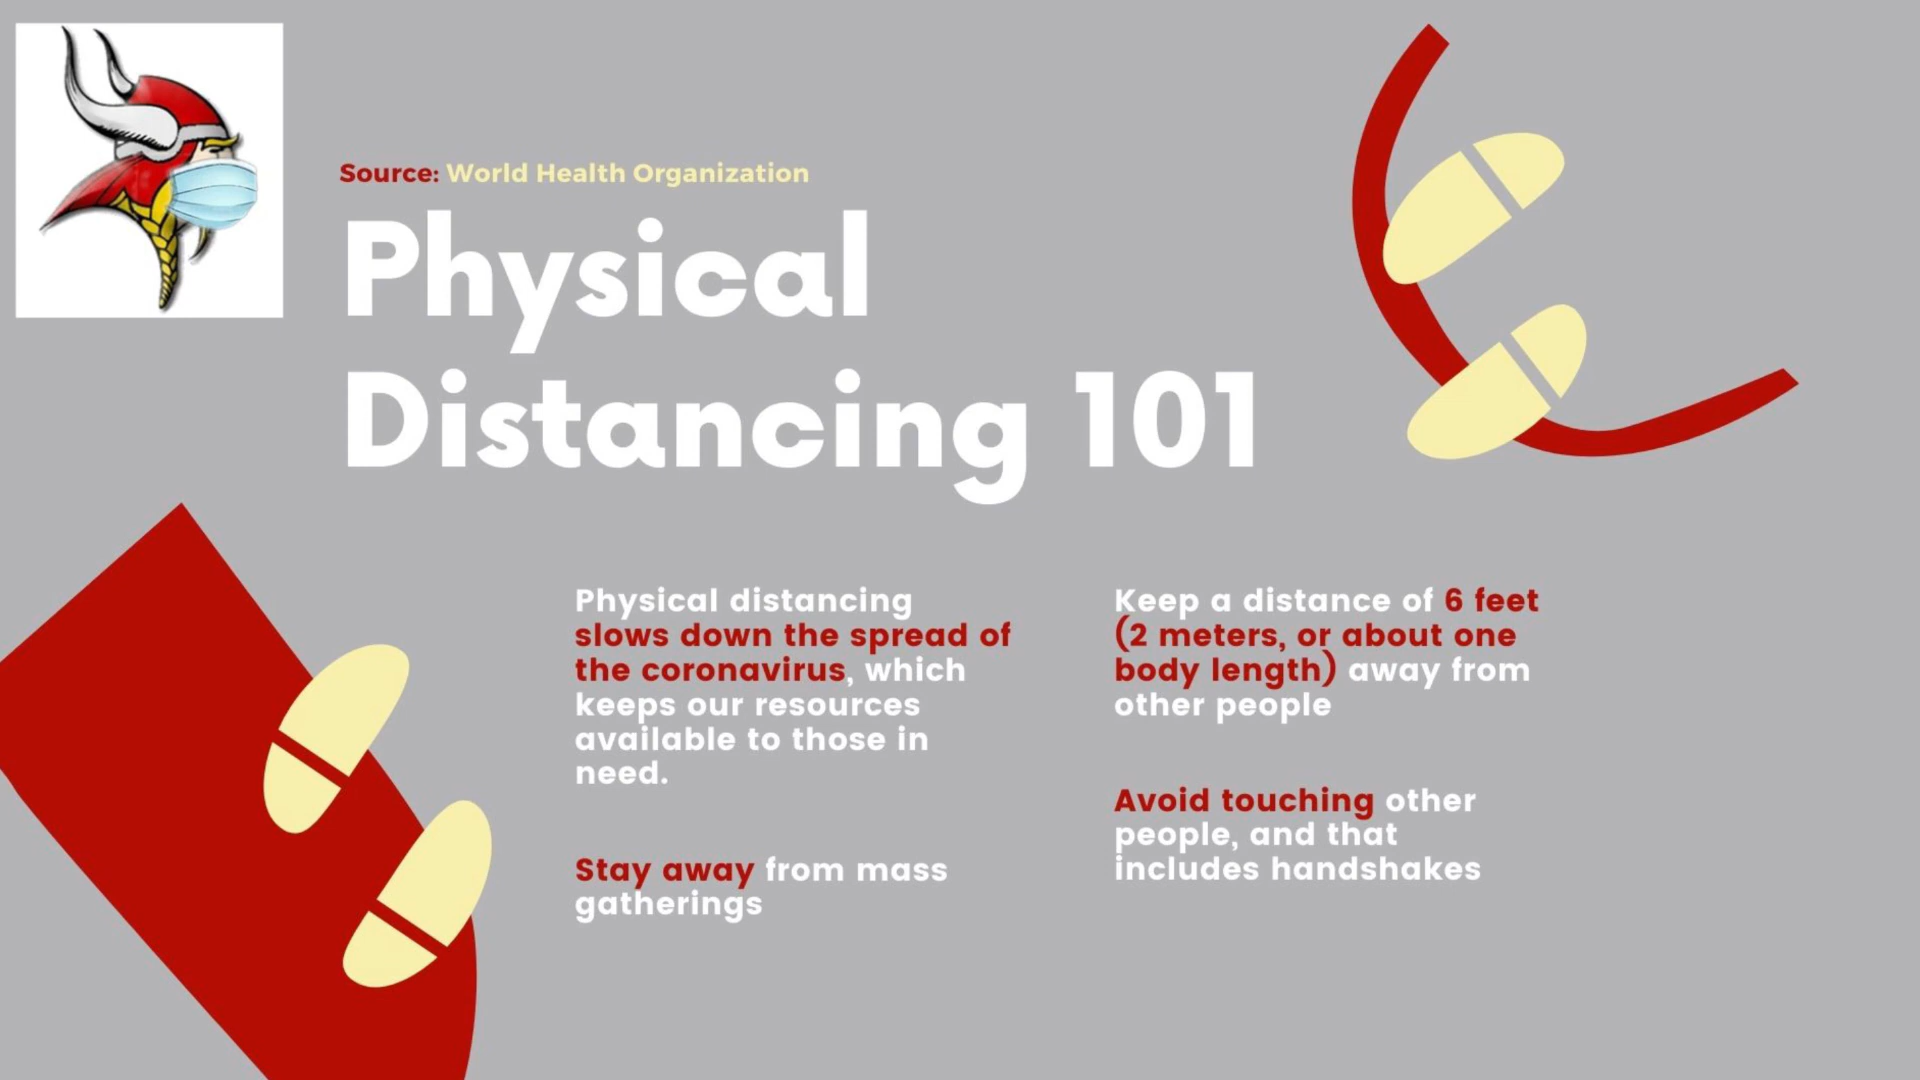 Source: World Health Organization
Physical
Distancing 101
Physical distancing
slows down the spread of
the coronavirus, which
keeps our resources
available to those in
need.
Stay away from mass
gatherings
Keep a distance of 6 feet
(2 meters, or about one
body length) away from
other people
Avoid touching other
people, and that
includes handshakes